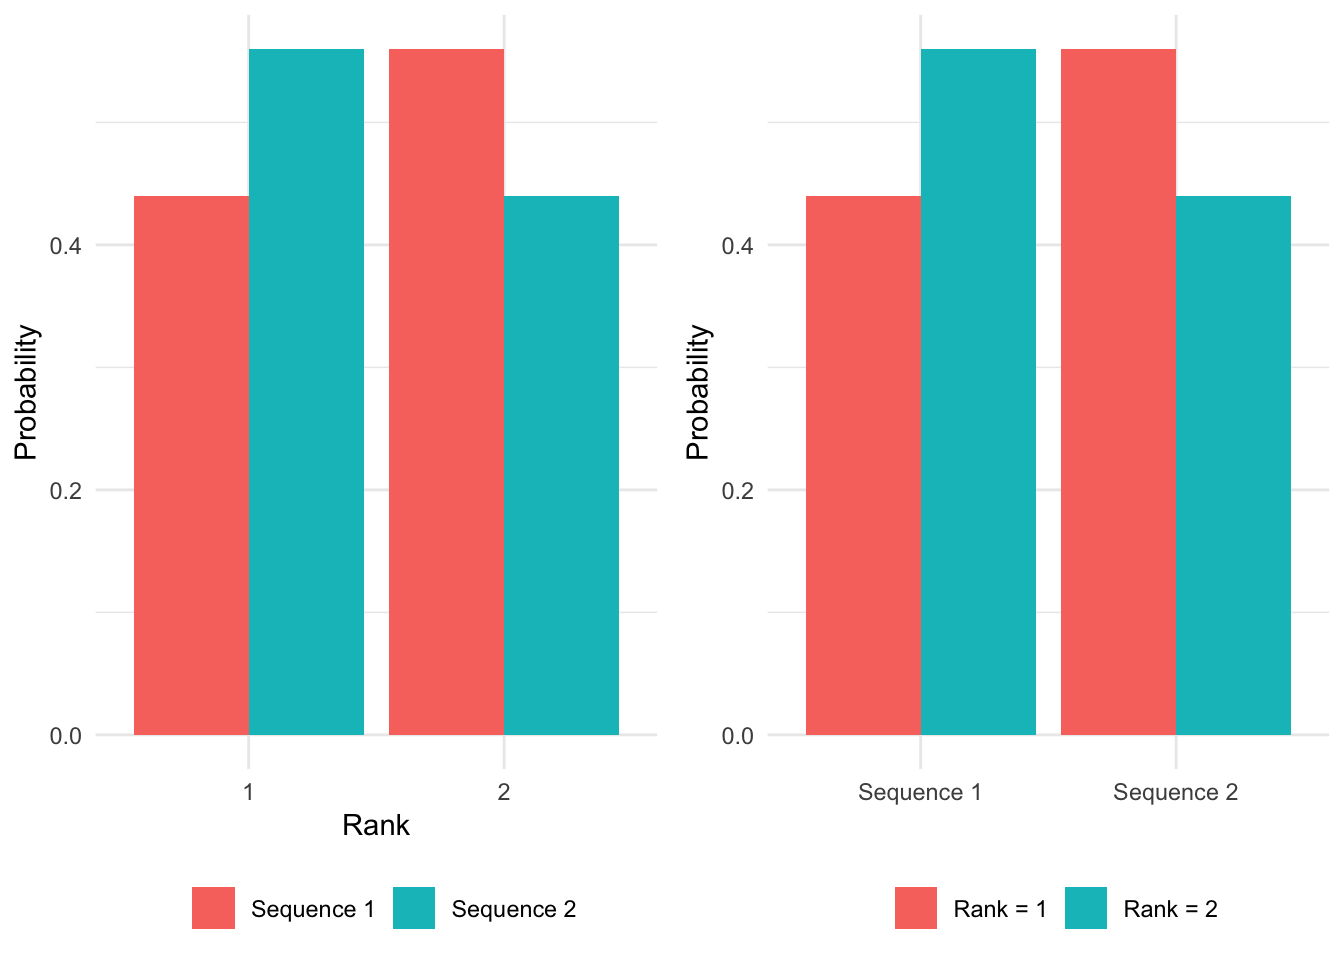 Probability
0.4
0.2
0.0
1 2
Rank
Sequence 1 Sequence 2
Probability
0.4
0.2
0.0
Sequence 1 Sequence 2
Rank = 1 Rank = 2